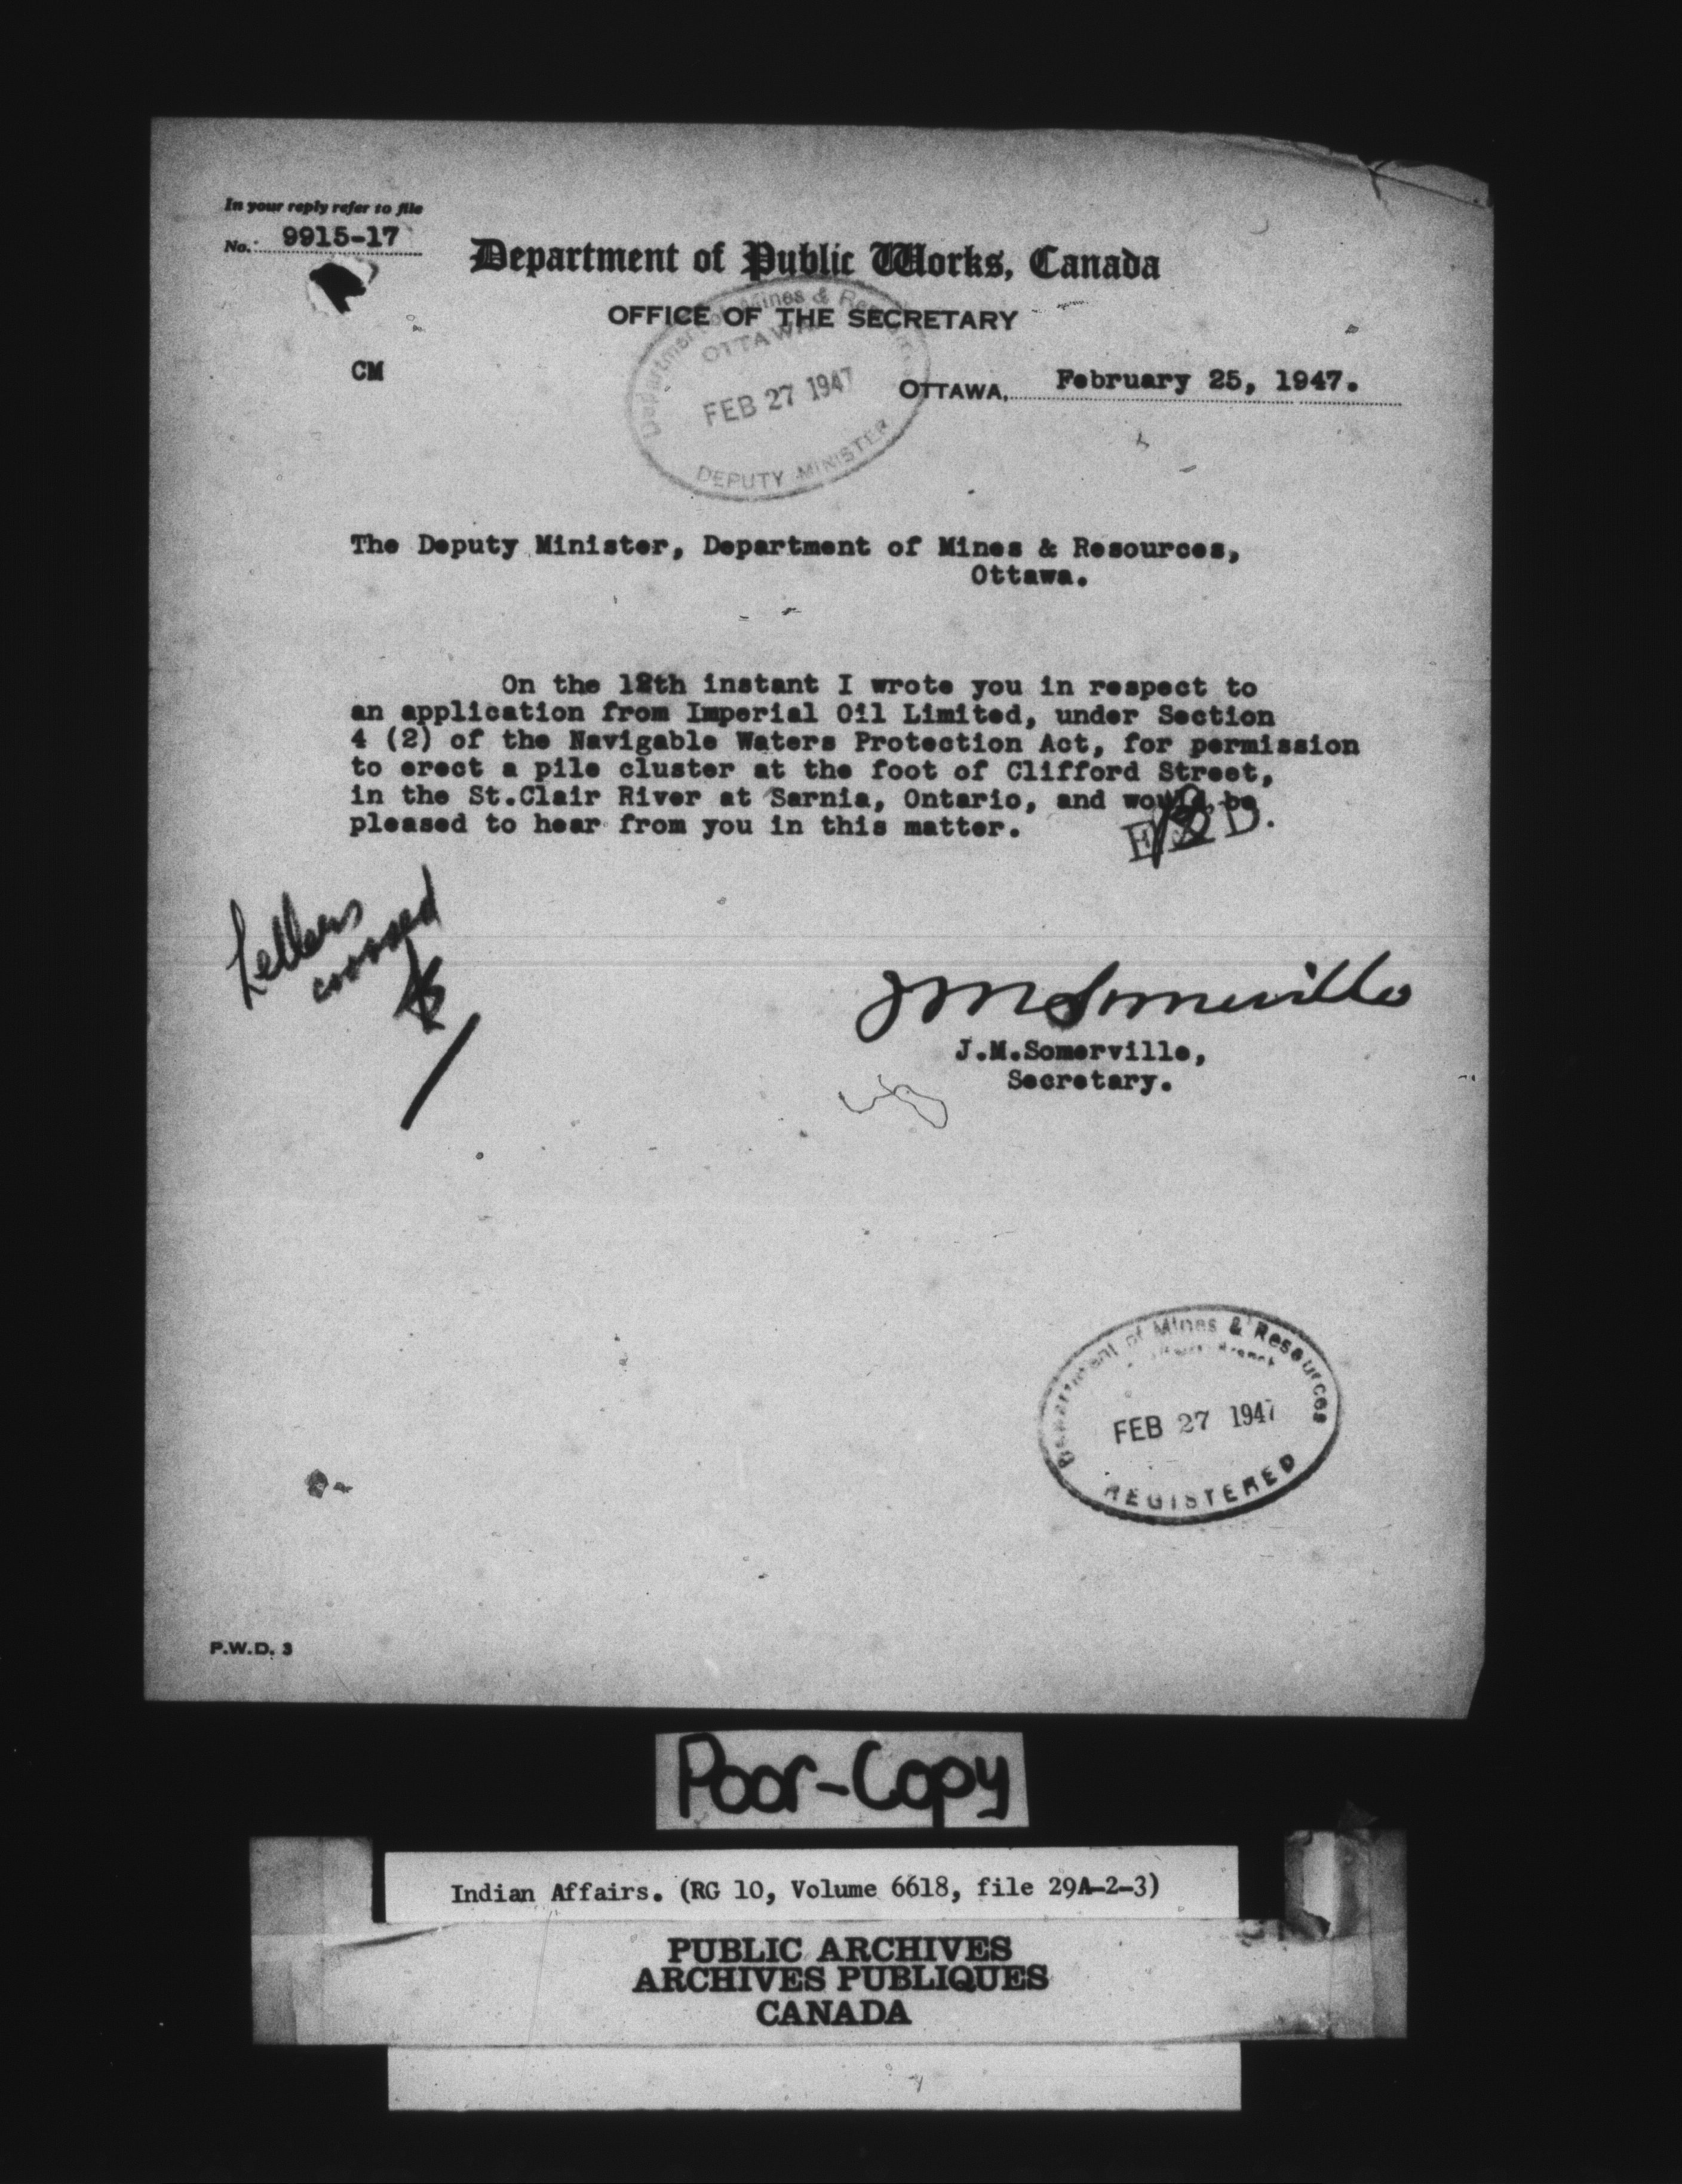 In your reply refer to file
No. 9915-17
Department of Public Works, Canada
OFFICE OF THE SECRETARY
Department of Mines & Resources
OTTAWA
FEB 27 1947
DEPUTY MINISTER
CM
OTTAWA, February 25, 1947.
The Deputy Minister, Department of Mines & Resources,
Ottawa.
On the 12th instant I wrote you in respect to
an application from Imperial Oil Limited, under Section
4 (2) of the Navigable Waters Protection Act, for permission
to erect a pile cluster at the foot of Clifford Street,
in the St.Clair River at Sarnia, Ontario, and would be
pleased to hear from you in this matter.
Letters
crossed
JMSomerville
J.M.Somerville,
Secretary.
Department of Mines & Resources
Branch
FEB 27 1947
REGISTERED
P.W.D. 3
Poor-Copy
Indian Affairs. (RG 10, Volume 6618, file 29A-2-3)
PUBLIC ARCHIVES
ARCHIVES PUBLIQUES
CANADA